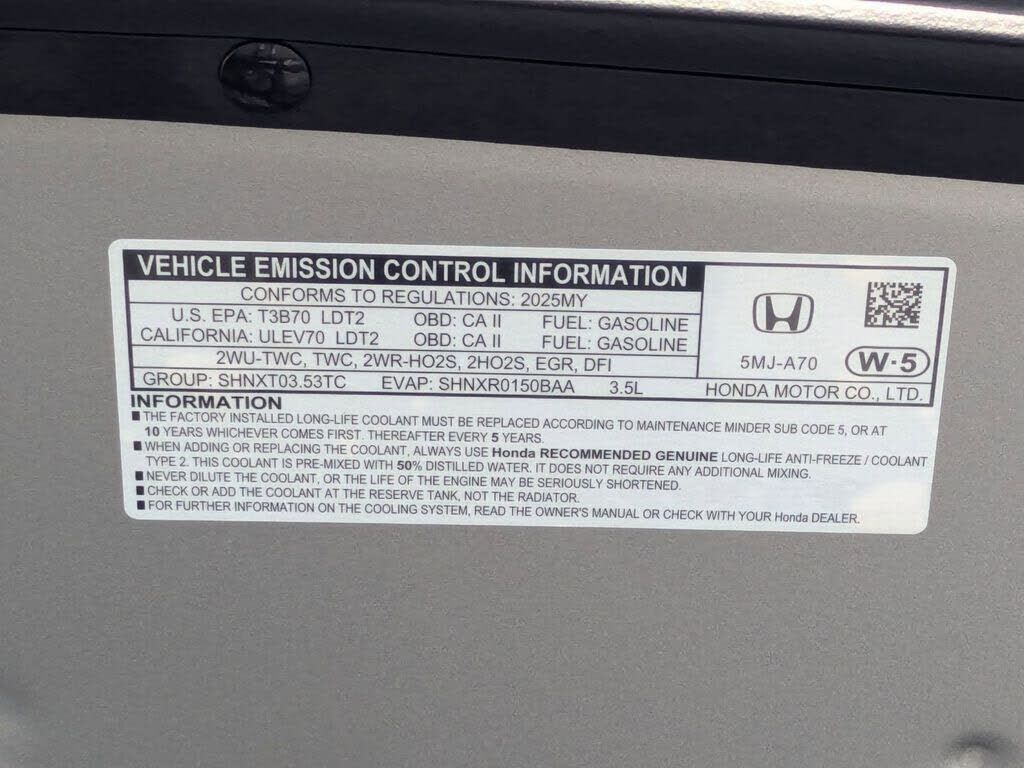 VEHICLE EMISSION CONTROL INFORMATION
CONFORMS TO REGULATIONS: 2025MY
U.S. EPA: T3B70 LDT2 OBD: CA II FUEL: GASOLINE
CALIFORNIA: ULEV70 LDT2 OBD: CA II FUEL: GASOLINE
2WU-TWC, TWC, 2WR-HO2S, 2HO2S, EGR, DFI
5MJ-A70 W-5
GROUP: SHNXT03.53TC EVAP: SHNXR0150BAA 3.5L HONDA MOTOR CO., LTD.
INFORMATION
■ THE FACTORY INSTALLED LONG-LIFE COOLANT MUST BE REPLACED ACCORDING TO MAINTENANCE MINDER SUB CODE 5, OR AT
10 YEARS WHICHEVER COMES FIRST. THEREAFTER EVERY 5 YEARS.
■ WHEN ADDING OR REPLACING THE COOLANT, ALWAYS USE Honda RECOMMENDED GENUINE LONG-LIFE ANTI-FREEZE / COOLANT
TYPE 2. THIS COOLANT IS PRE-MIXED WITH 50% DISTILLED WATER. IT DOES NOT REQUIRE ANY ADDITIONAL MIXING.
■ NEVER DILUTE THE COOLANT, OR THE LIFE OF THE ENGINE MAY BE SERIOUSLY SHORTENED.
■ CHECK OR ADD THE COOLANT AT THE RESERVE TANK, NOT THE RADIATOR.
■ FOR FURTHER INFORMATION ON THE COOLING SYSTEM, READ THE OWNER'S MANUAL OR CHECK WITH YOUR Honda DEALER.